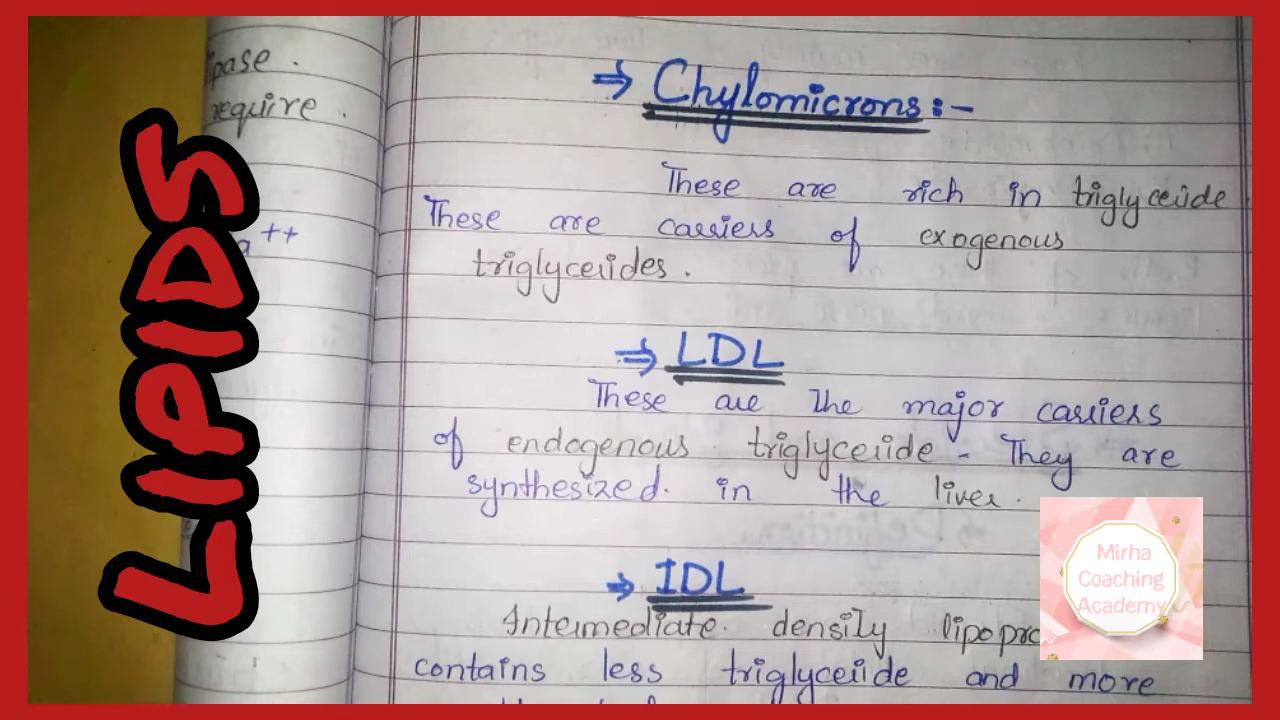 LIPIDS
ipase.
require.
a++
⇒ Chylomicrons:-
These are rich in triglyceride.
These are carriers of exogenous
triglycerides.
⇒ LDL
These are the major carriers
of endogenous triglyceride - They are
synthesized. in the liver.
⇒ IDL
Intermediate. density lipopro
contains less triglyceride and more
Mirha
Coaching
Academy